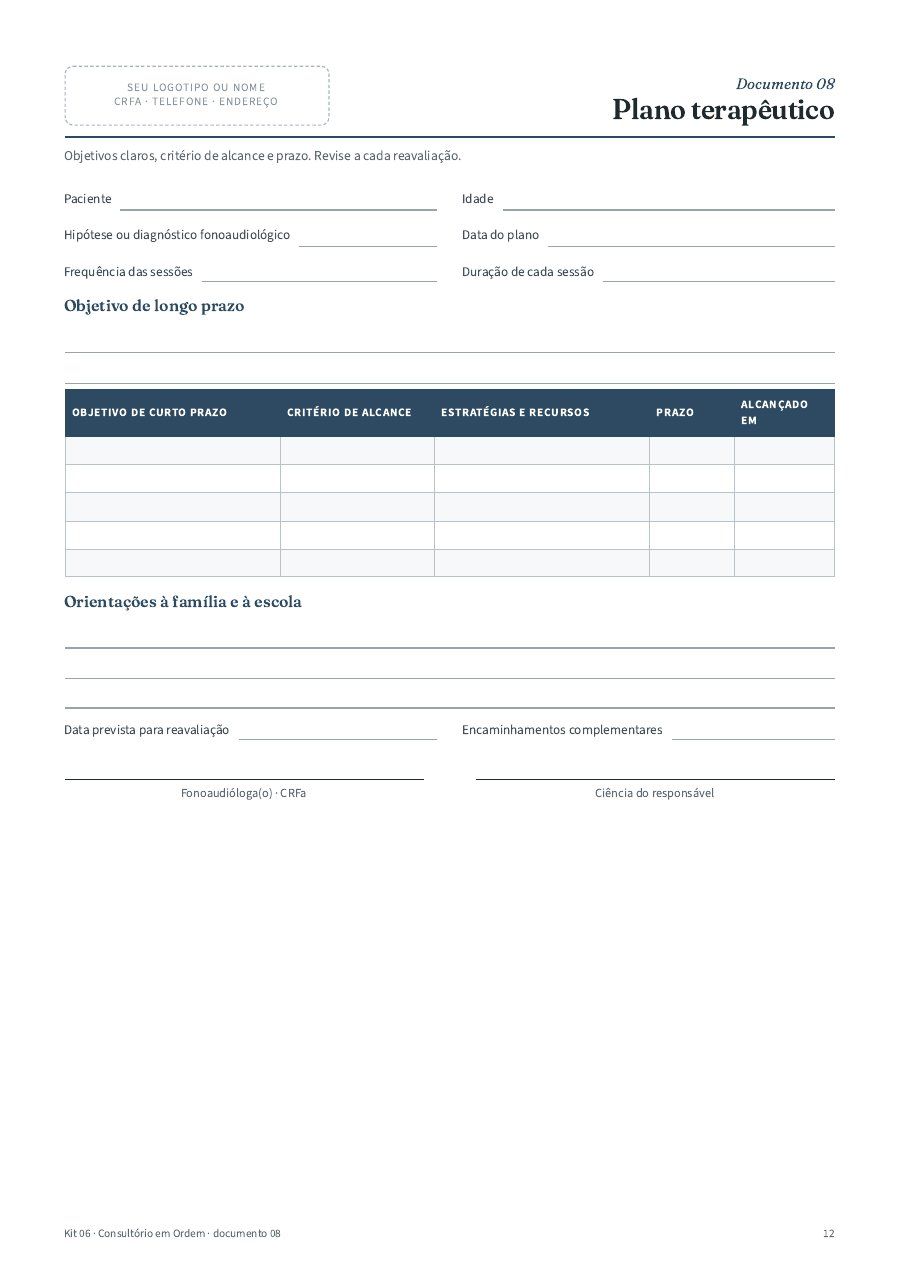 SEU LOGOTIPO OU NOME
CRFA · TELEFONE · ENDEREÇO
Documento 08
Plano terapêutico
Objetivos claros, critério de alcance e prazo. Revise a cada reavaliação.
Paciente
Idade
Hipótese ou diagnóstico fonoaudiológico
Data do plano
Frequência das sessões
Duração de cada sessão
Objetivo de longo prazo
OBJETIVO DE CURTO PRAZO
CRITÉRIO DE ALCANCE
ESTRATÉGIAS E RECURSOS
PRAZO
ALCANÇADO
EM
Orientações à família e à escola
Data prevista para reavaliação
Encaminhamentos complementares
Fonoaudióloga(o) · CRFa
Ciência do responsável
Kit 06 · Consultório em Ordem · documento 08
12